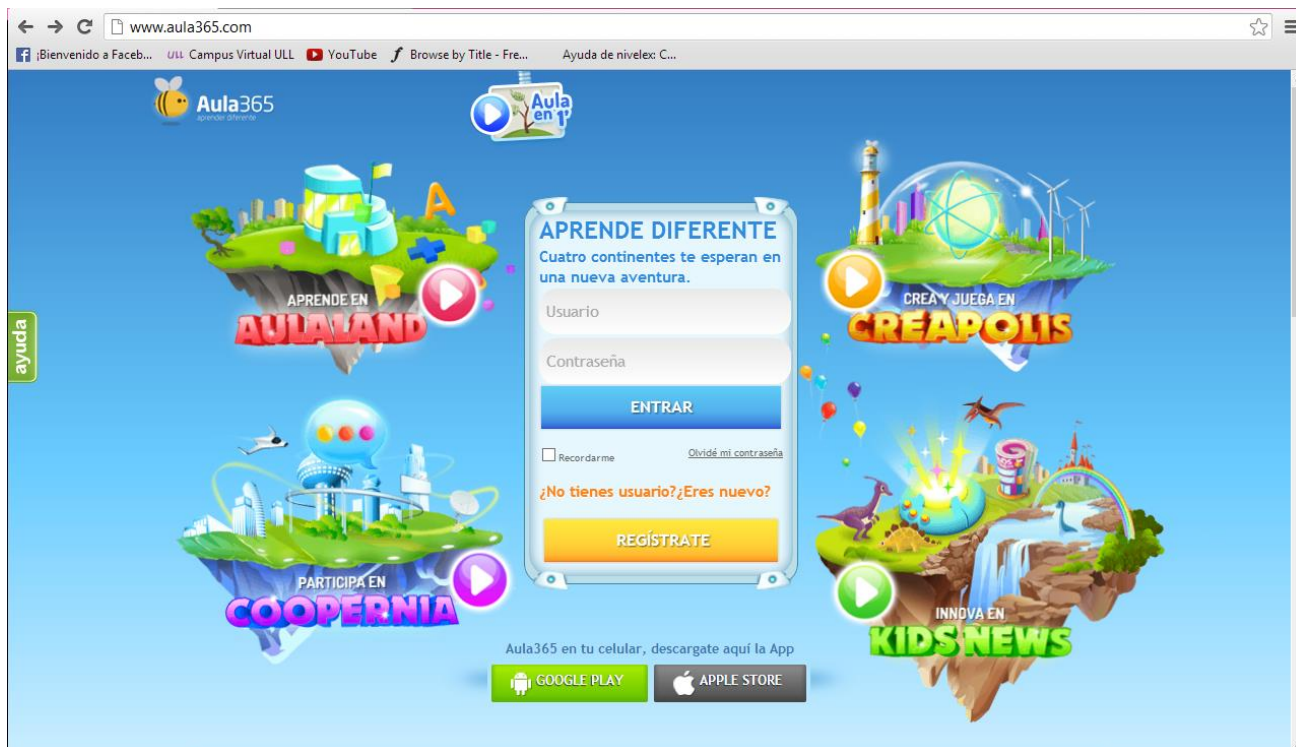 www.aula365.com
¡Bienvenido a Faceb... ULL Campus Virtual ULL YouTube f Browse by Title - Fre... Ayuda de nivelex: C...
Aula365
aprender diferente
Aula
en 1'
APRENDE EN
AULALAND
CREA Y JUEGA EN
CREAPOLIS
ayuda
APRENDE DIFERENTE
Cuatro continentes te esperan en
una nueva aventura.
Usuario
Contraseña
ENTRAR
Recordarme Olvidé mi contraseña
¿No tienes usuario?¿Eres nuevo?
REGÍSTRATE
PARTICIPA EN
COOPERNIA
INNOVA EN
KIDS NEWS
Aula365 en tu celular, descargate aquí la App
GOOGLE PLAY APPLE STORE